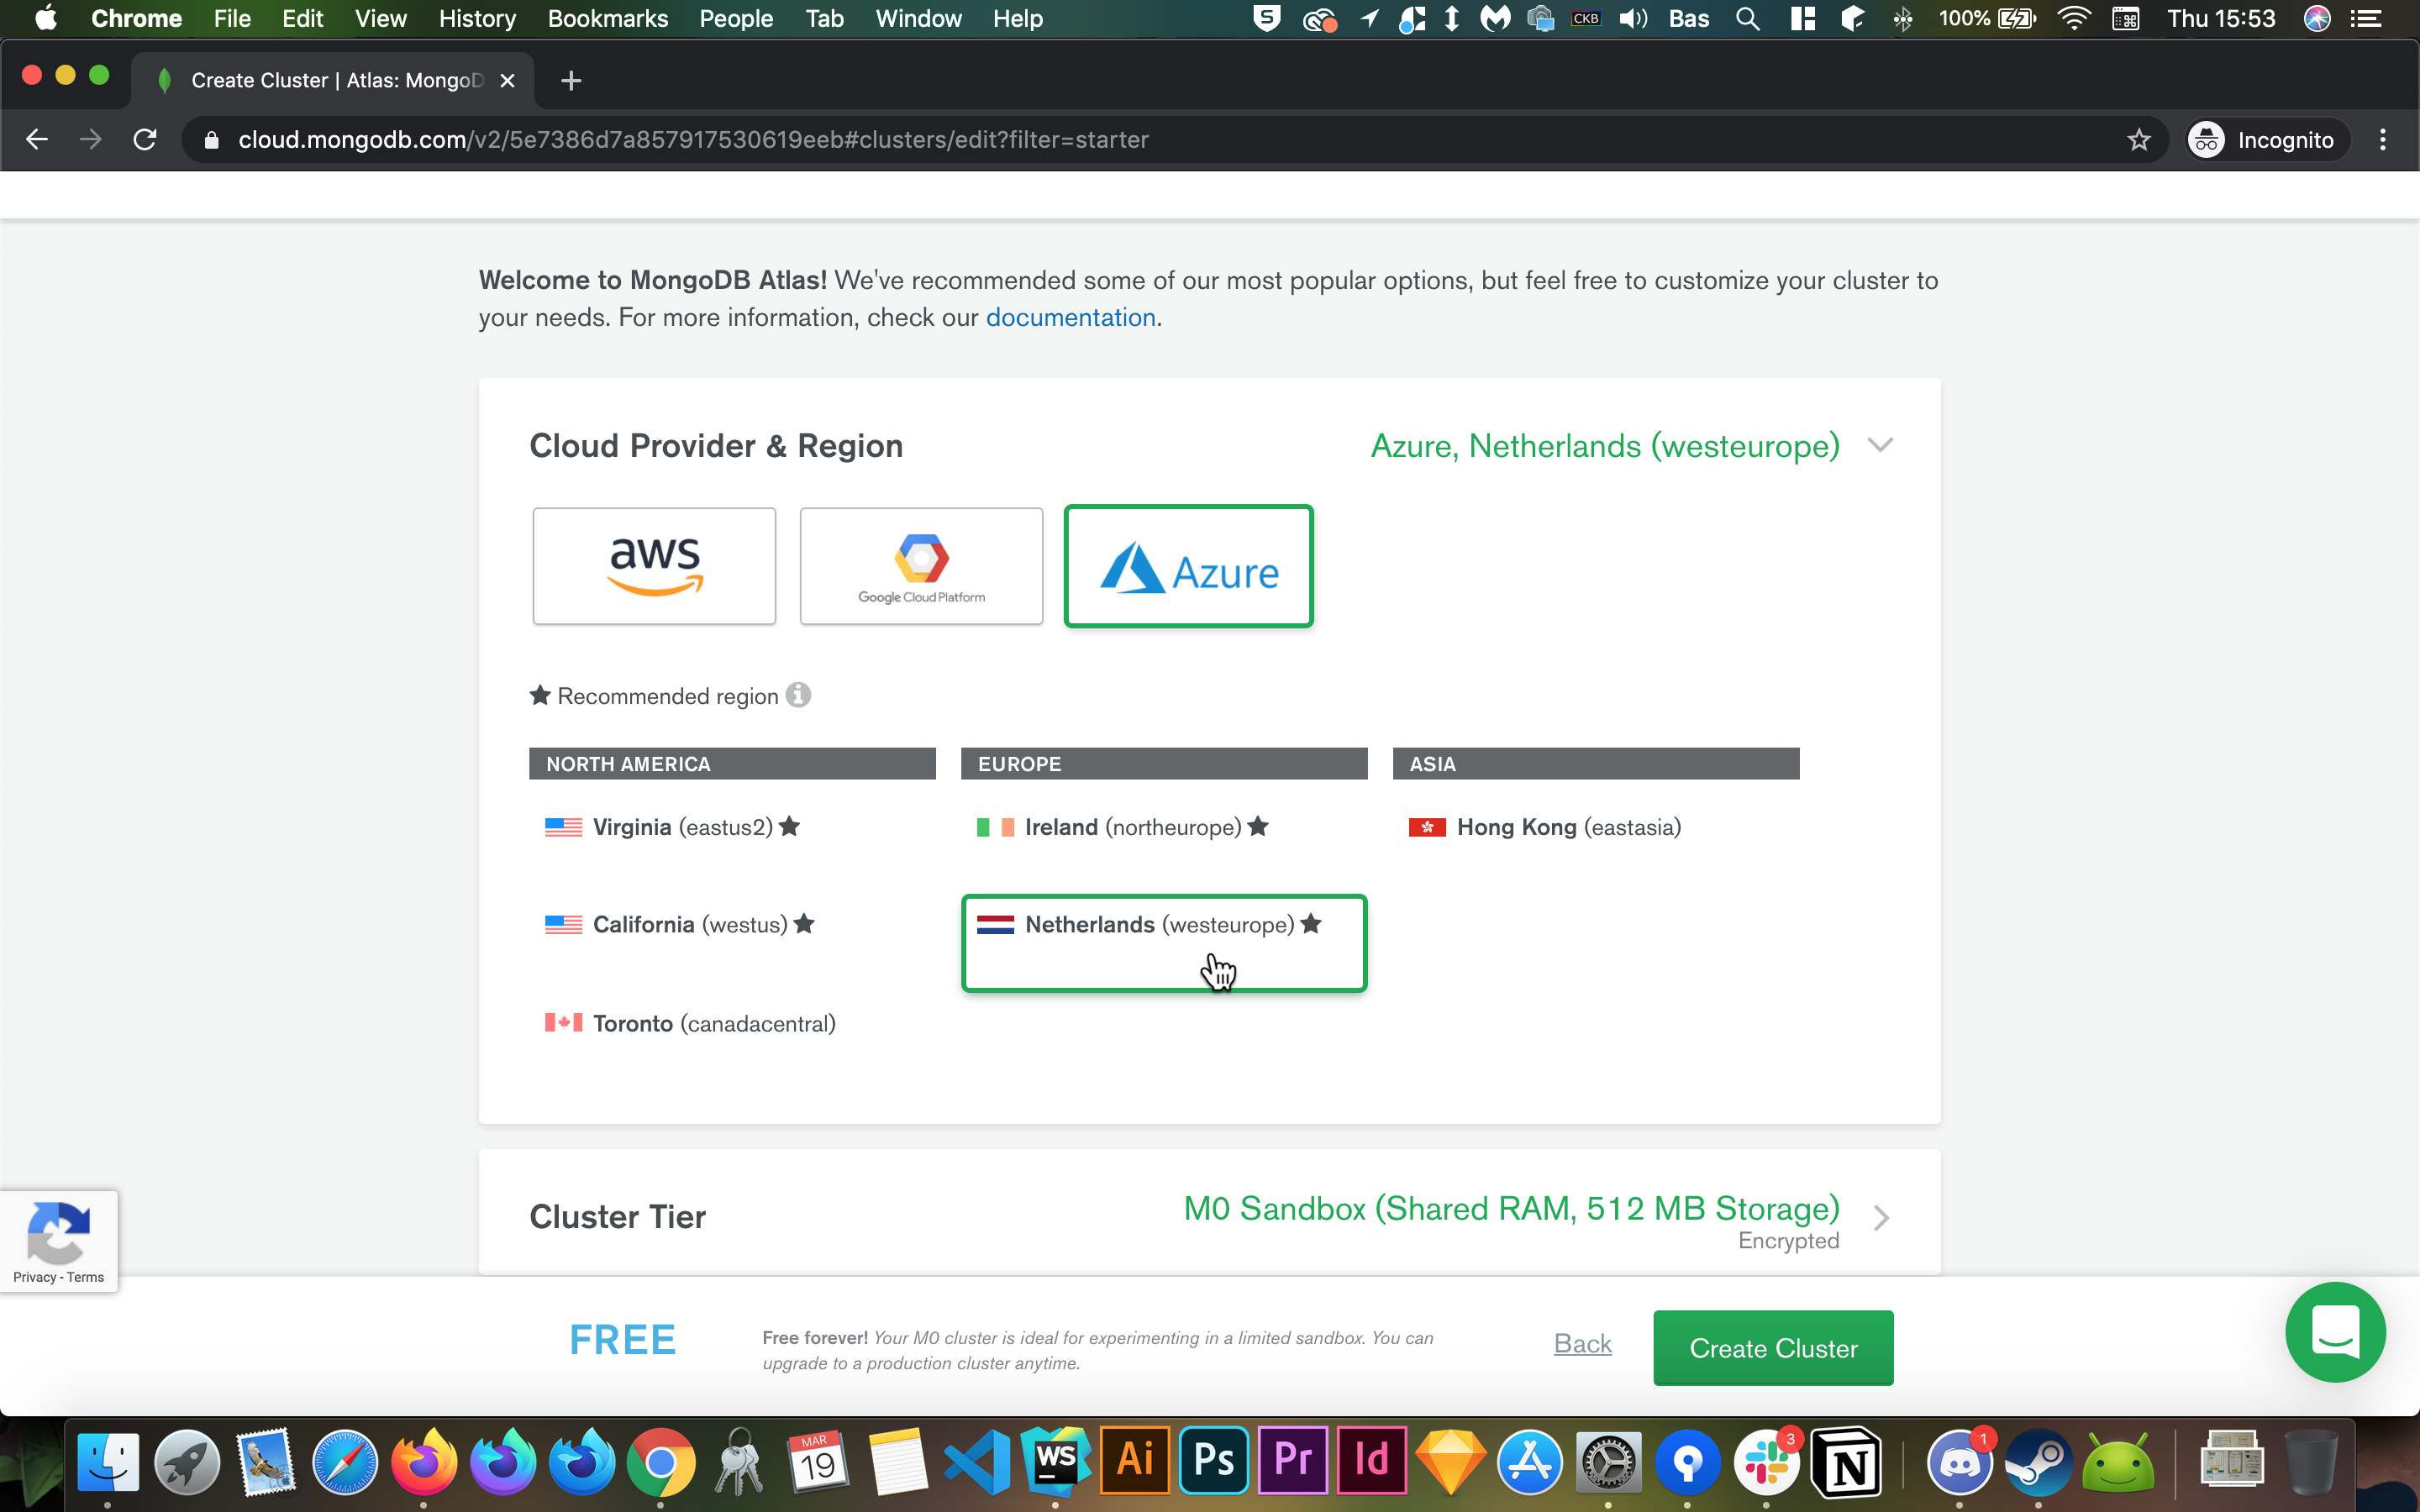 Chrome File Edit View History Bookmarks People Tab Window Help CKB Bas 100% Thu 15:53
Create Cluster | Atlas: MongoD
cloud.mongodb.com/v2/5e7386d7a857917530619eeb#clusters/edit?filter=starter Incognito
Welcome to MongoDB Atlas! We've recommended some of our most popular options, but feel free to customize your cluster to
your needs. For more information, check our documentation.
Cloud Provider & Region Azure, Netherlands (westeurope)
aws Google Cloud Platform Azure
Recommended region
NORTH AMERICA EUROPE ASIA
Virginia (eastus2) Ireland (northeurope) Hong Kong (eastasia)
California (westus) Netherlands (westeurope)
Toronto (canadacentral)
Cluster Tier M0 Sandbox (Shared RAM, 512 MB Storage)
Encrypted
Privacy - Terms
FREE Free forever! Your M0 cluster is ideal for experimenting in a limited sandbox. You can
upgrade to a production cluster anytime.
Back Create Cluster
MAR 19 WS Ai Ps Pr Id 3 N 1